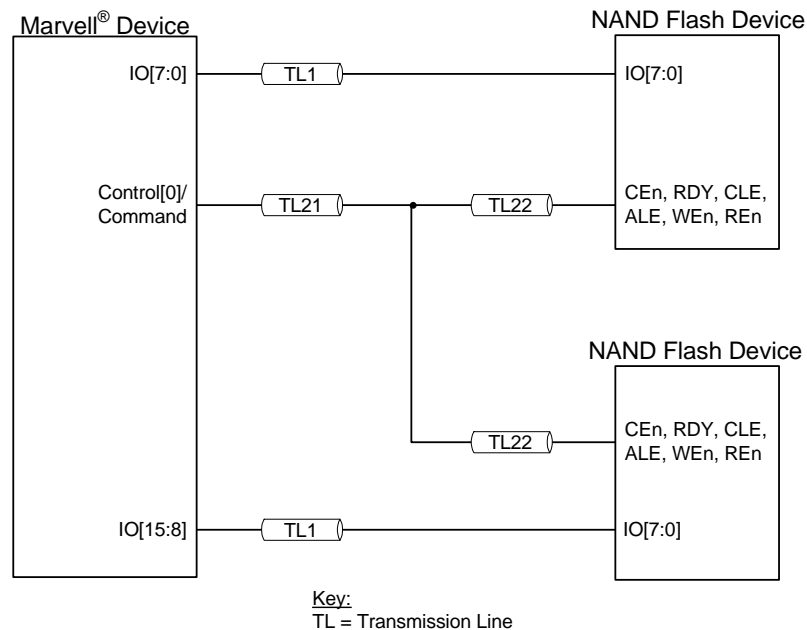 Marvell® Device
NAND Flash Device
IO[7:0]
TL1
IO[7:0]
Control[0]/
Command
TL21
TL22
CEn, RDY, CLE,
ALE, WEn, REn
NAND Flash Device
TL22
CEn, RDY, CLE,
ALE, WEn, REn
IO[15:8]
TL1
IO[7:0]
Key:
TL = Transmission Line